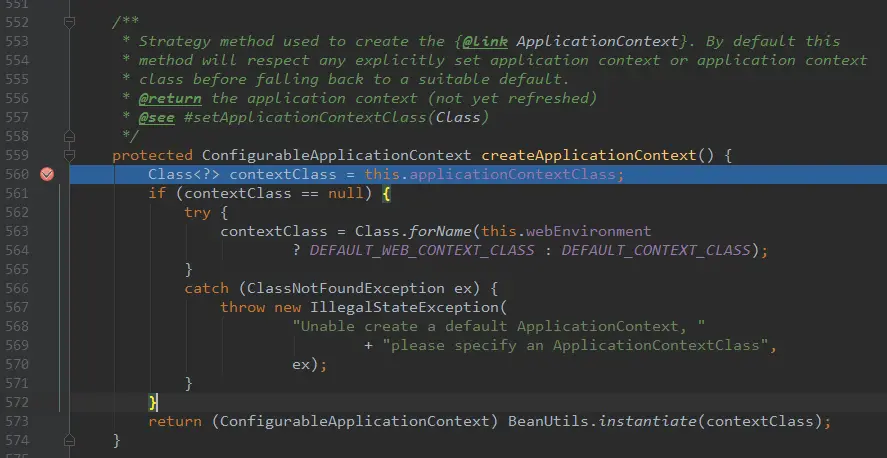 551
552 /**
553 * Strategy method used to create the {@link ApplicationContext}. By default this
554 * method will respect any explicitly set application context or application context
555 * class before falling back to a suitable default.
556 * @return the application context (not yet refreshed)
557 * @see #setApplicationContextClass(Class)
558 */
559 protected ConfigurableApplicationContext createApplicationContext() {
560 Class<?> contextClass = this.applicationContextClass;
561 if (contextClass == null) {
562 try {
563 contextClass = Class.forName(this.webEnvironment
564 ? DEFAULT_WEB_CONTEXT_CLASS : DEFAULT_CONTEXT_CLASS);
565 }
566 catch (ClassNotFoundException ex) {
567 throw new IllegalStateException(
568 "Unable create a default ApplicationContext, "
569 + "please specify an ApplicationContextClass",
570 ex);
571 }
572 }
573 return (ConfigurableApplicationContext) BeanUtils.instantiate(contextClass);
574 }